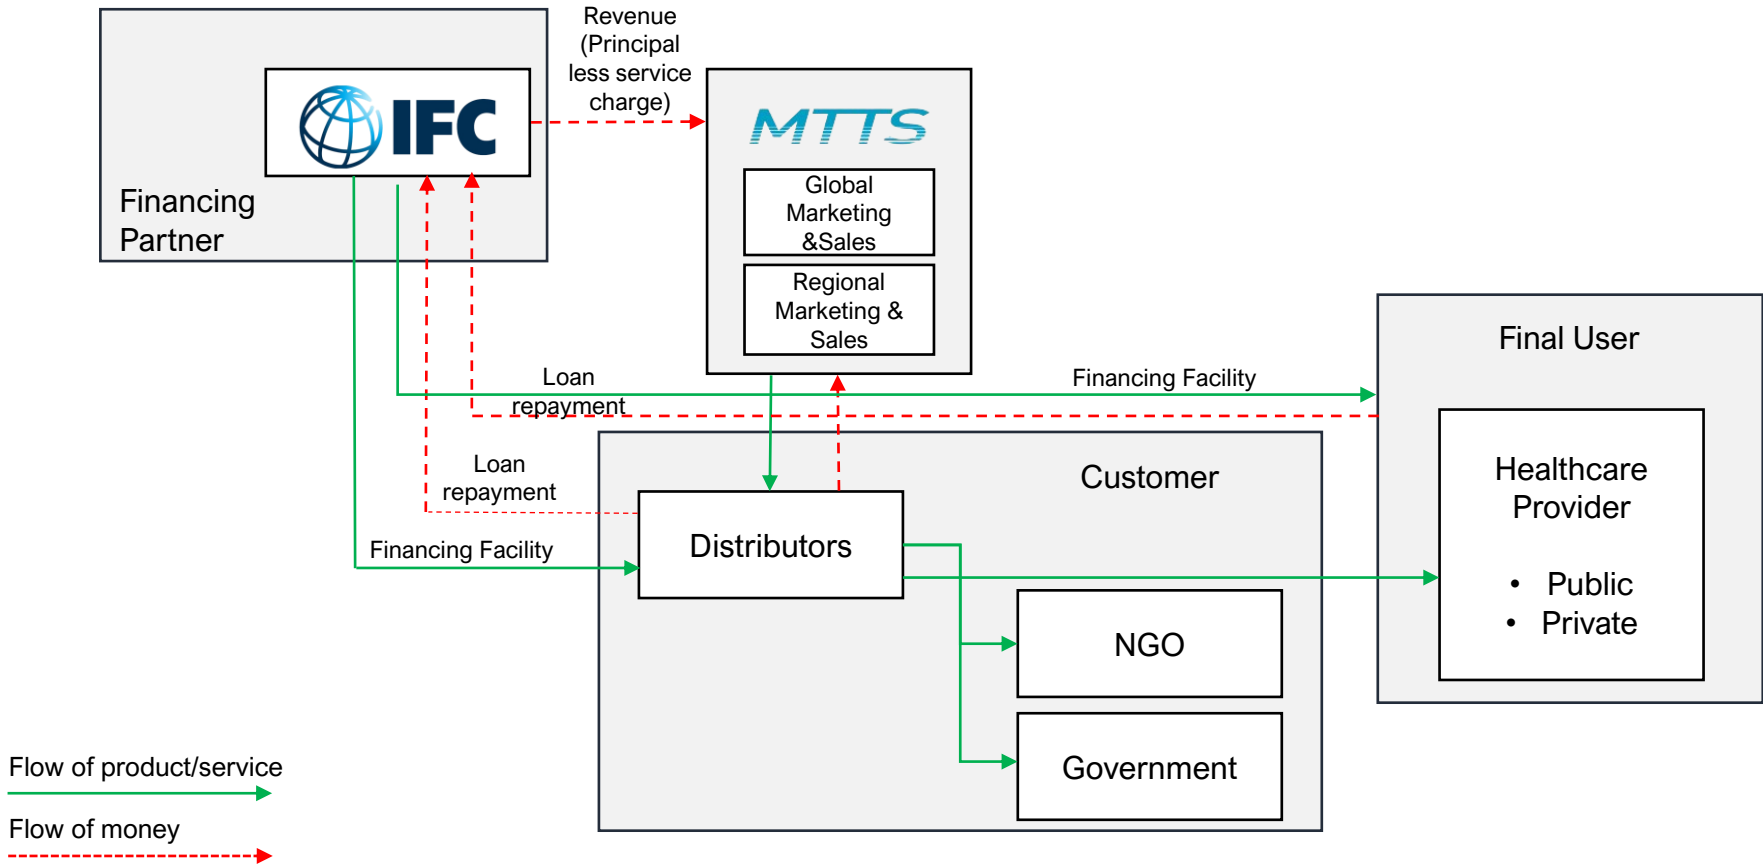 Revenue
(Principal
less service
charge)
IFC
Financing
Partner
MTTS
Global
Marketing
&Sales
Regional
Marketing &
Sales
Final User
Loan
repayment
Financing Facility
Loan
repayment
Customer
Healthcare
Provider
Distributors
Financing Facility
• Public
• Private
NGO
Government
Flow of product/service
Flow of money